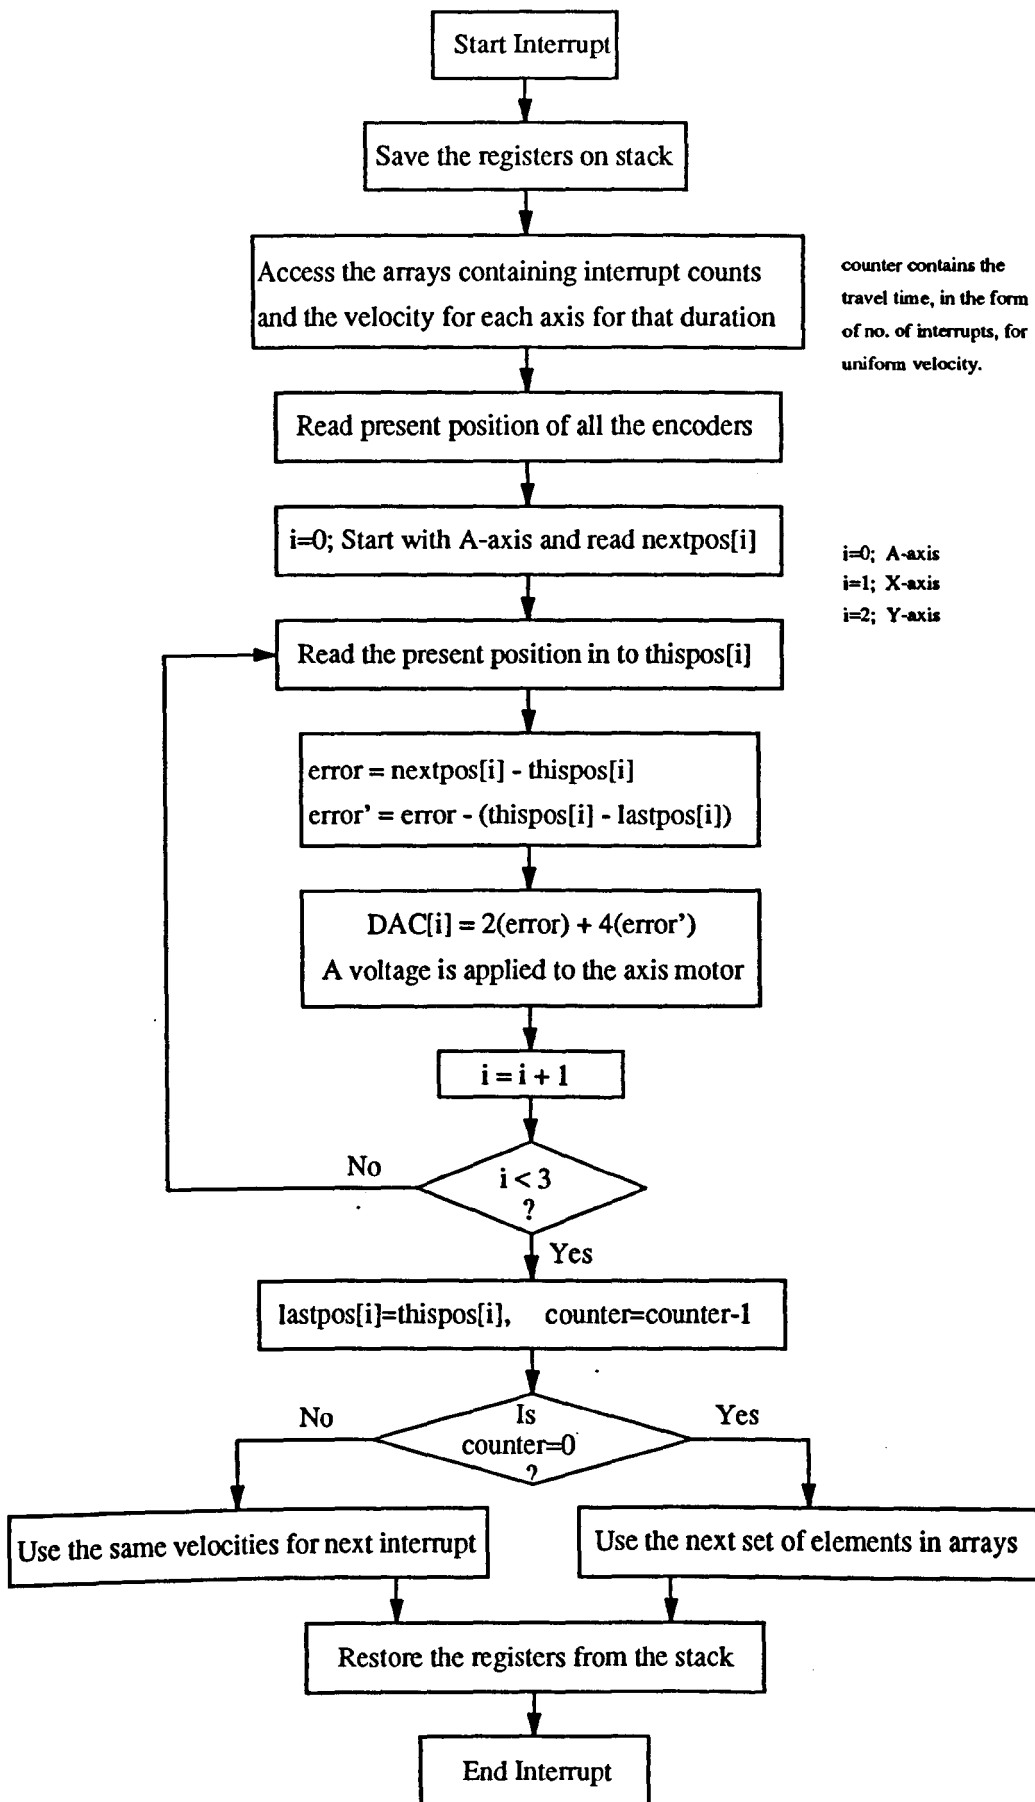 Start Interrupt
Save the registers on stack
Access the arrays containing interrupt counts
and the velocity for each axis for that duration
counter contains the
travel time, in the form
of no. of interrupts, for
uniform velocity.
Read present position of all the encoders
i=0; Start with A-axis and read nextpos[i]
i=0; A-axis
i=1; X-axis
i=2; Y-axis
Read the present position in to thispos[i]
error = nextpos[i] - thispos[i]
error' = error - (thispos[i] - lastpos[i])
DAC[i] = 2(error) + 4(error')
A voltage is applied to the axis motor
i = i + 1
No
i < 3
?
Yes
lastpos[i]=thispos[i], counter=counter-1
No
Is
Yes
counter=0
?
Use the same velocities for next interrupt
Use the next set of elements in arrays
Restore the registers from the stack
End Interrupt